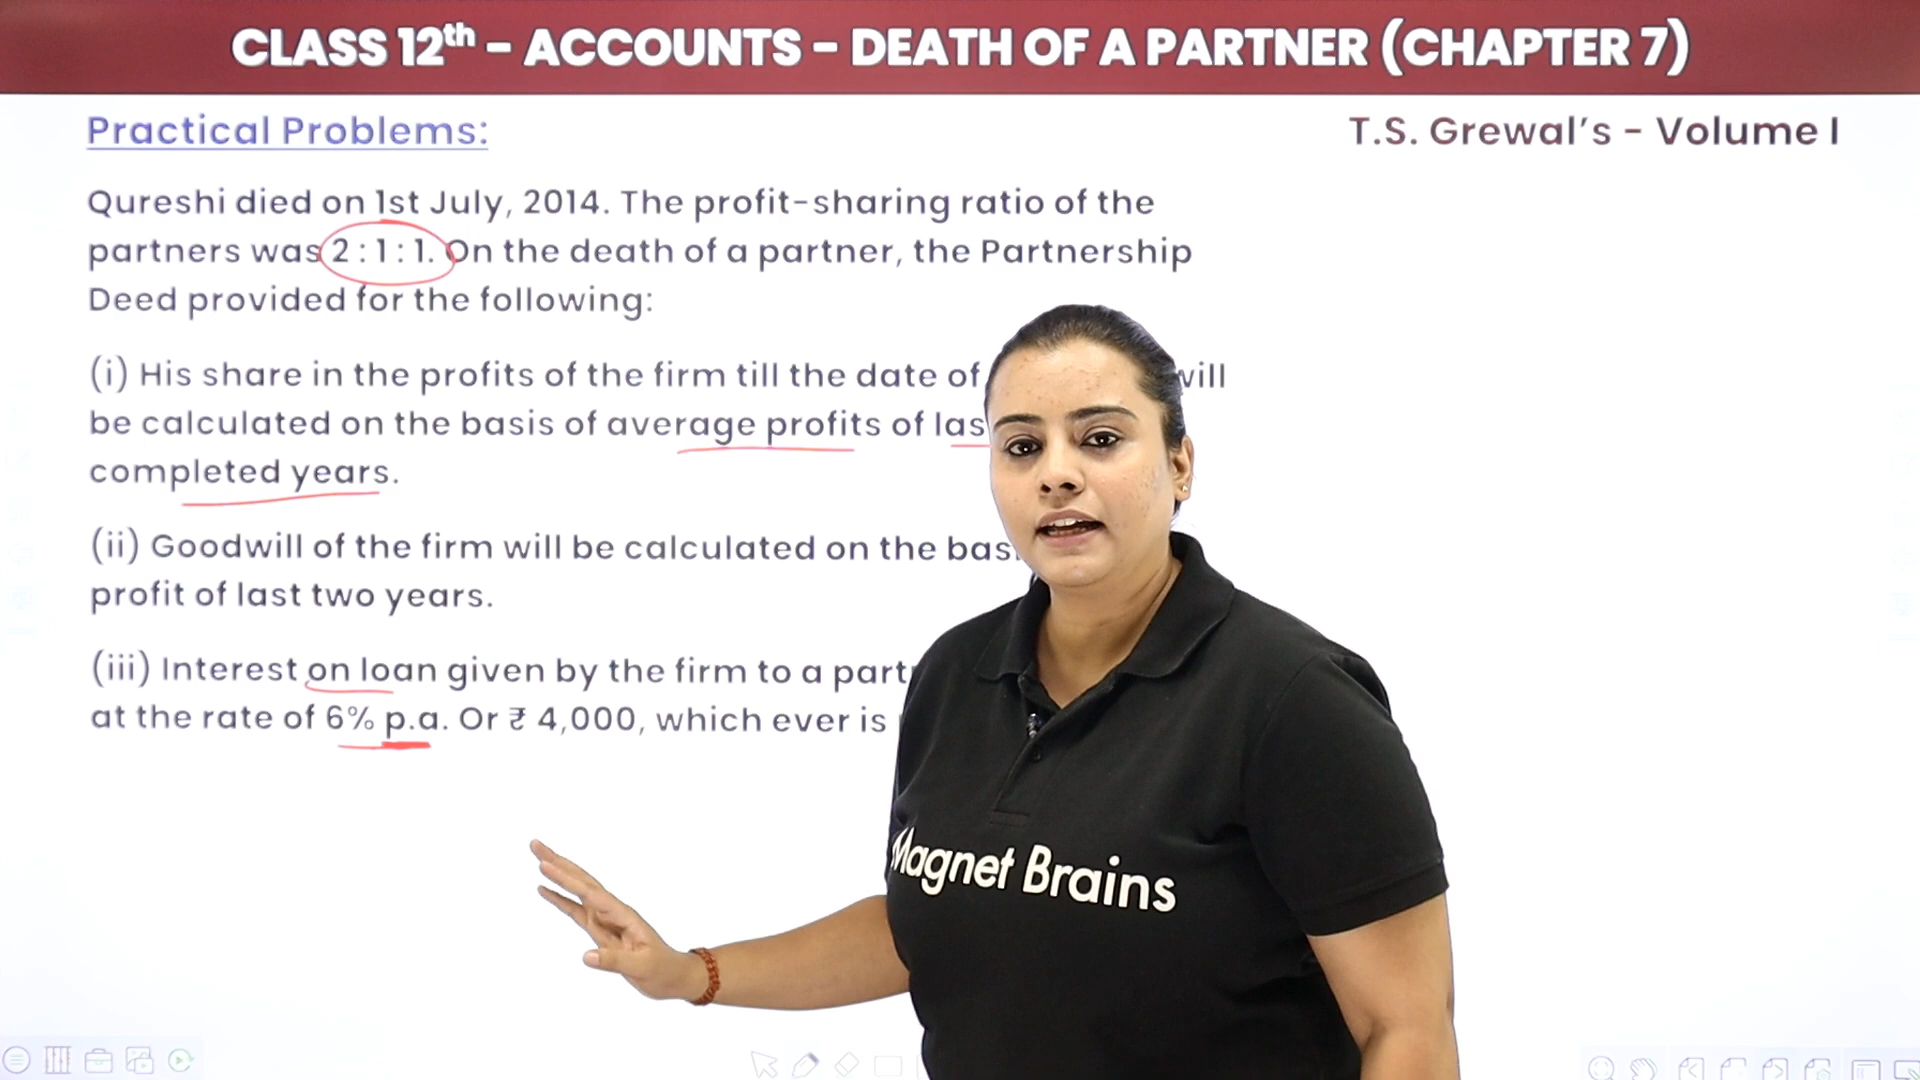 CLASS 12th - ACCOUNTS - DEATH OF A PARTNER (CHAPTER 7)
Practical Problems:
T.S. Grewal's - Volume I
Qureshi died on 1st July, 2014. The profit-sharing ratio of the
partners was 2 : 1 : 1. On the death of a partner, the Partnership
Deed provided for the following:
(i) His share in the profits of the firm till the date of will
be calculated on the basis of average profits of las
completed years.
(ii) Goodwill of the firm will be calculated on the bas
profit of last two years.
(iii) Interest on loan given by the firm to a part
at the rate of 6% p.a. Or ₹ 4,000, which ever is
Magnet Brains